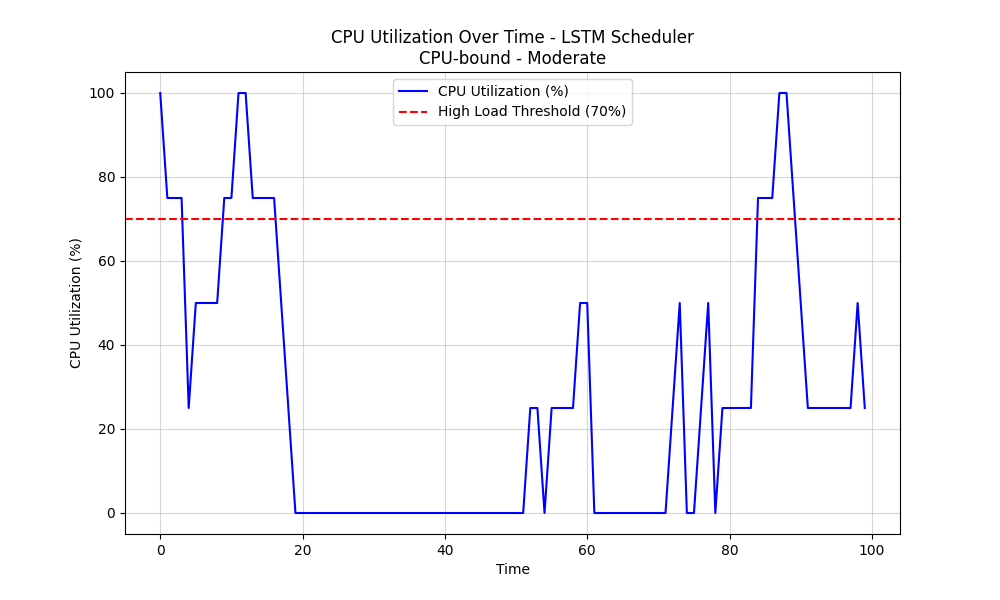 CPU Utilization Over Time - LSTM Scheduler
CPU-bound - Moderate
CPU Utilization (%)
High Load Threshold (70%)
CPU Utilization (%)
100
80
60
40
20
0
0 20 40 60 80 100
Time